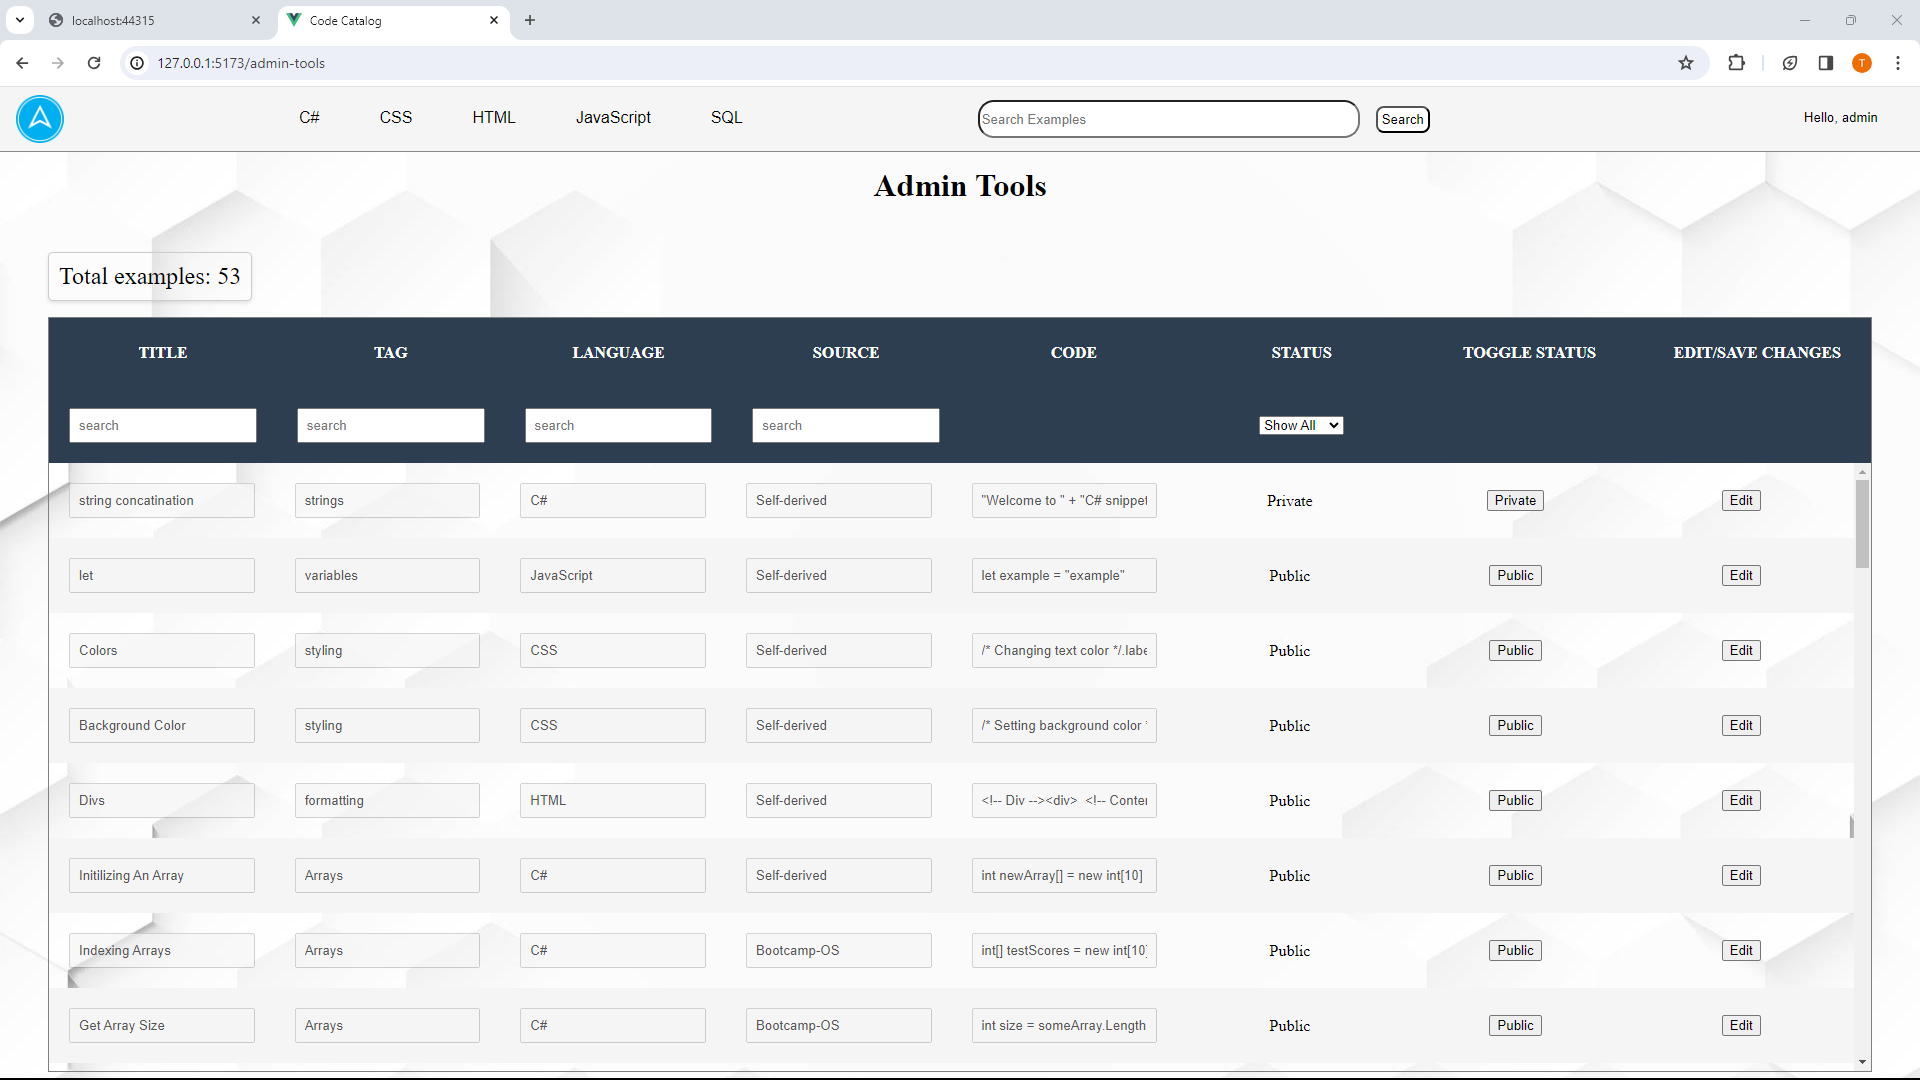 localhost:44315
Code Catalog
127.0.0.1:5173/admin-tools
T
C# CSS HTML JavaScript SQL Search Examples Search Hello, admin
Admin Tools
Total examples: 53
TITLE TAG LANGUAGE SOURCE CODE STATUS TOGGLE STATUS EDIT/SAVE CHANGES
search search search search Show All
string concatination strings C# Self-derived "Welcome to " + "C# snippet Private Private Edit
let variables JavaScript Self-derived let example = "example" Public Public Edit
Colors styling CSS Self-derived /* Changing text color */.labe Public Public Edit
Background Color styling CSS Self-derived /* Setting background color * Public Public Edit
Divs formatting HTML Self-derived <!-- Div --><div> <!-- Conter Public Public Edit
Initilizing An Array Arrays C# Self-derived int newArray[] = new int[10] Public Public Edit
Indexing Arrays Arrays C# Bootcamp-OS int[] testScores = new int[10] Public Public Edit
Get Array Size Arrays C# Bootcamp-OS int size = someArray.Length Public Public Edit